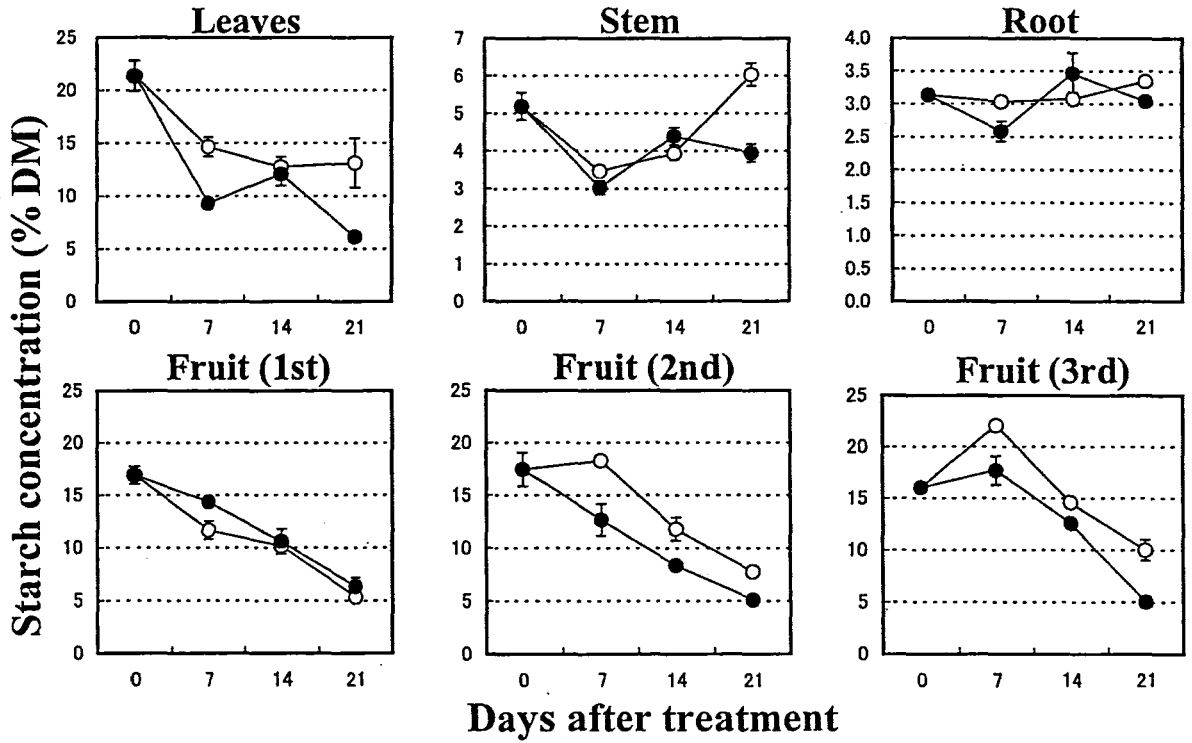 Leaves Stem Root
25 7 4.0
20 6 3.5
15 5 3.0
10 4 2.5
5 3 2.0
0 2 1.5
1 1.0
0 0.5
0.0
0 7 14 21 0 7 14 21 0 7 14 21
Fruit (1st) Fruit (2nd) Fruit (3rd)
25 25 25
20 20 20
15 15 15
10 10 10
5 5 5
0 0 0
0 7 14 21 0 7 14 21 0 7 14 21
Starch concentration (% DM)
Days after treatment